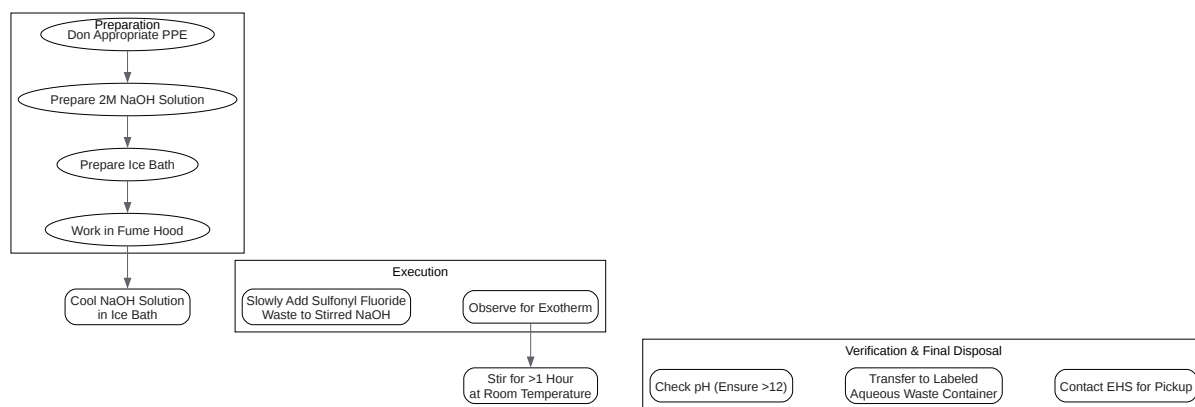 Preparation
Don Appropriate PPE
Prepare 2M NaOH Solution
Prepare Ice Bath
Work in Fume Hood
Cool NaOH Solution
in Ice Bath
Execution
Slowly Add Sulfonyl Fluoride
Waste to Stirred NaOH
Observe for Exotherm
Stir for >1 Hour
at Room Temperature
Verification & Final Disposal
Check pH (Ensure >12)
Transfer to Labeled
Aqueous Waste Container
Contact EHS for Pickup